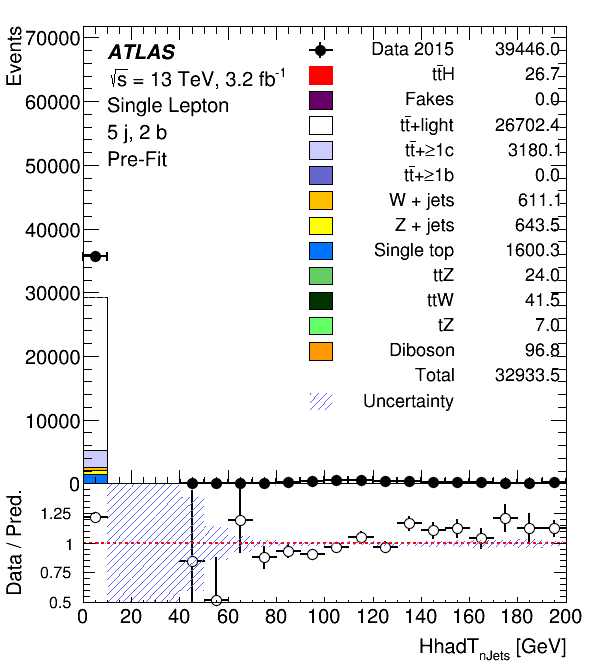 Events
70000
60000
50000
40000
30000
20000
10000
0
ATLAS
√s = 13 TeV, 3.2 fb⁻¹
Single Lepton
5 j, 2 b
Pre-Fit
Data 2015 39446.0
tt̄H 26.7
Fakes 0.0
tt̄+light 26702.4
tt̄+≥1c 3180.1
tt̄+≥1b 0.0
W + jets 611.1
Z + jets 643.5
Single top 1600.3
ttZ 24.0
ttW 41.5
tZ 7.0
Diboson 96.8
Total 32933.5
Uncertainty
Data / Pred.
1.25
1
0.75
0.5
0 20 40 60 80 100 120 140 160 180 200
HhadT_nJets [GeV]